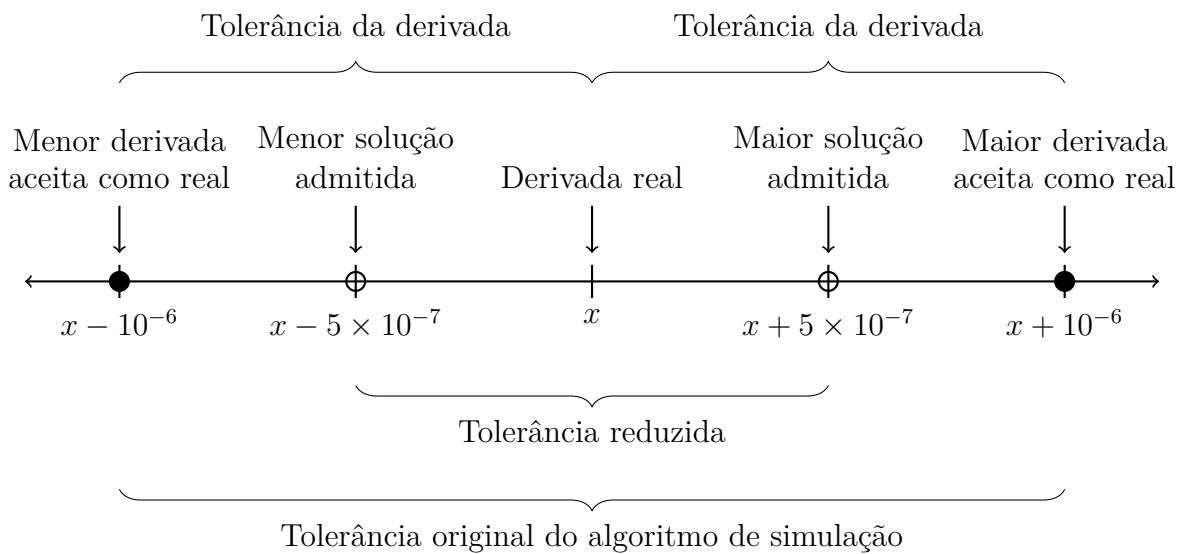 Tolerância da derivada
Tolerância da derivada
Menor derivada
aceita como real
Menor solução
admitida
Derivada real
Maior solução
admitida
Maior derivada
aceita como real
x − 10⁻⁶
x − 5 × 10⁻⁷
x
x + 5 × 10⁻⁷
x + 10⁻⁶
Tolerância reduzida
Tolerância original do algoritmo de simulação